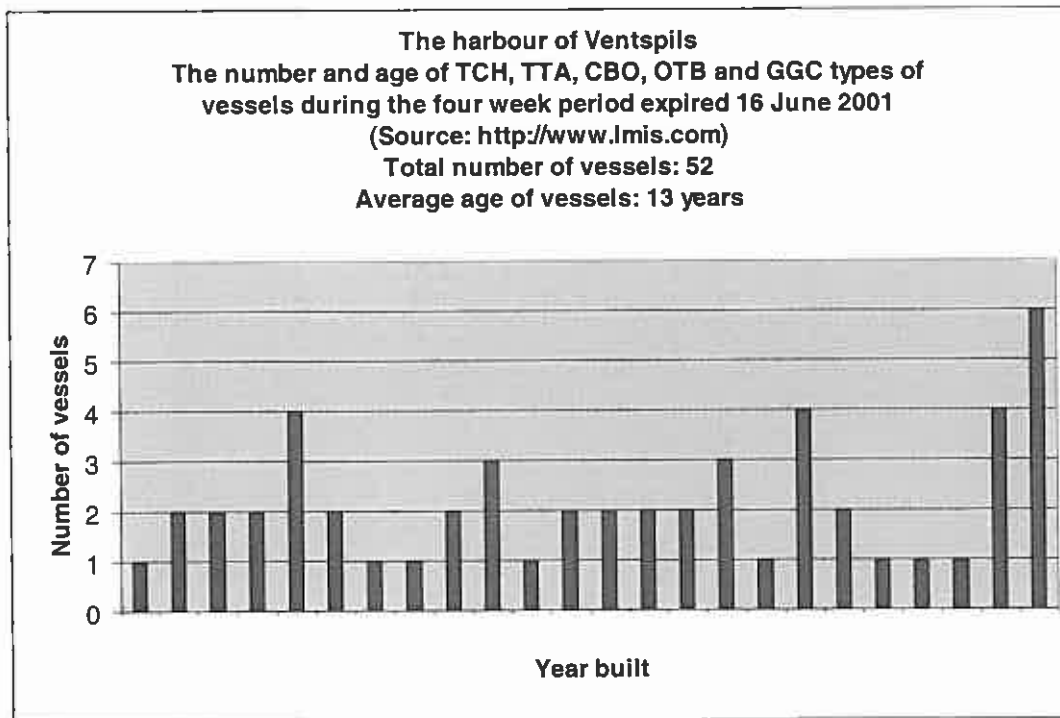 The harbour of Ventspils
The number and age of TCH, TTA, CBO, OTB and GGC types of
vessels during the four week period expired 16 June 2001
(Source: http://www.lmis.com)
Total number of vessels: 52
Average age of vessels: 13 years
7
6
5
4
3
2
1
0
Number of vessels
Year built